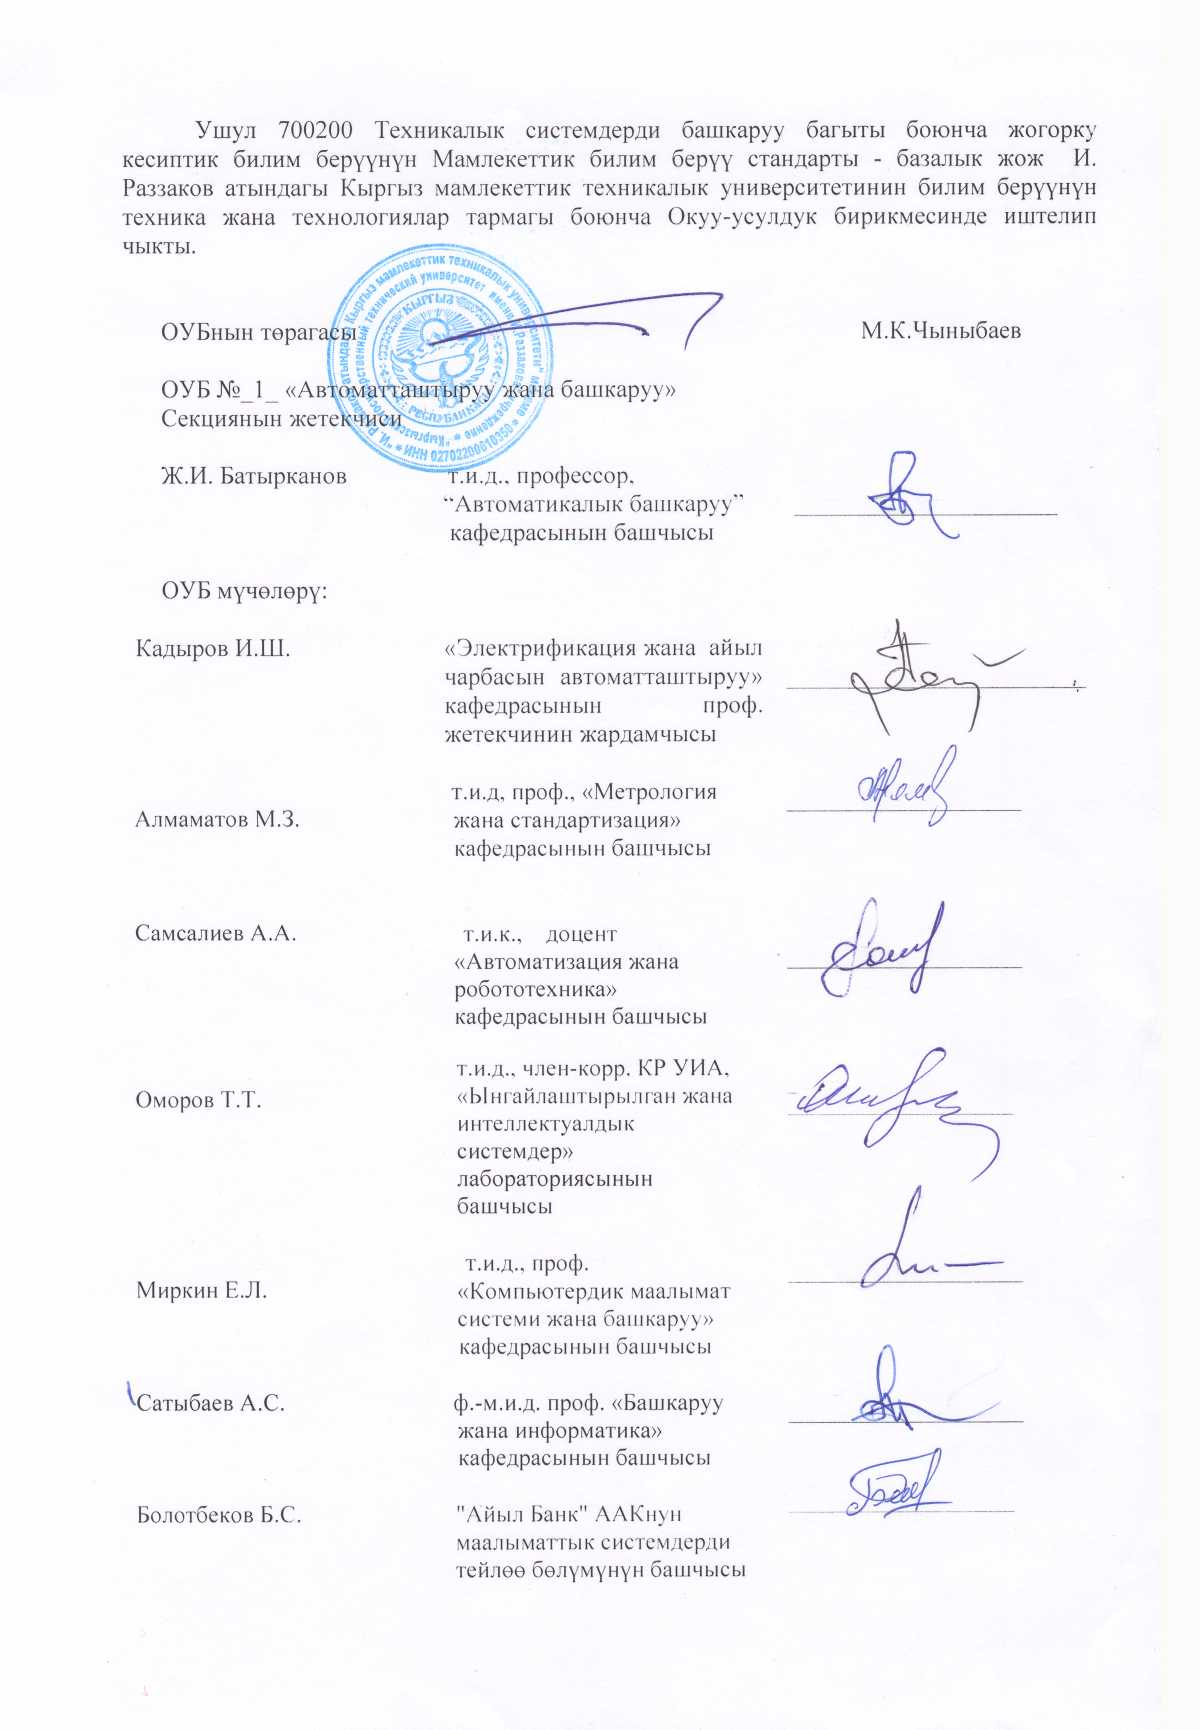 Ушул 700200 Техникалык системдерди башкаруу багыты боюнча жогорку
кесиптик билим берүүнүн Мамлекеттик билим берүү стандарты - базалык жож И.
Раззаков атындагы Кыргыз мамлекеттик техникалык университетинин билим берүүнүн
техника жана технологиялар тармагы боюнча Окуу-усулдук бирикмесинде иштелип
чыкты.
ОУБнын төрагасы М.К.Чыныбаев
ОУБ №_1_ «Автоматташтыруу жана башкаруу»
Секциянын жетекчиси
Ж.И. Батырканов т.и.д., профессор,
“Автоматикалык башкаруу”
кафедрасынын башчысы
ОУБ мүчөлөрү:
Кадыров И.Ш. «Электрификация жана айыл
чарбасын автоматташтыруу»
кафедрасынын проф.
жетекчинин жардамчысы
т.и.д, проф., «Метрология
Алмаматов М.З. жана стандартизация»
кафедрасынын башчысы
Самсалиев А.А. т.и.к., доцент
«Автоматизация жана
робототехника»
кафедрасынын башчысы
т.и.д., член-корр. КР УИА,
Оморов Т.Т. «Ыңгайлаштырылган жана
интеллектуалдык
системдер»
лабораториясынын
башчысы
т.и.д., проф.
Миркин Е.Л. «Компьютердик маалымат
системи жана башкаруу»
кафедрасынын башчысы
Сатыбаев А.С. ф.-м.и.д. проф. «Башкаруу
жана информатика»
кафедрасынын башчысы
Болотбеков Б.С. "Айыл Банк" ААКнун
маалыматтык системдерди
тейлөө бөлүмүнүн башчысы
КЫРГЫЗ
РЕСПУБЛИКАСЫ
ИНН 02702200610350